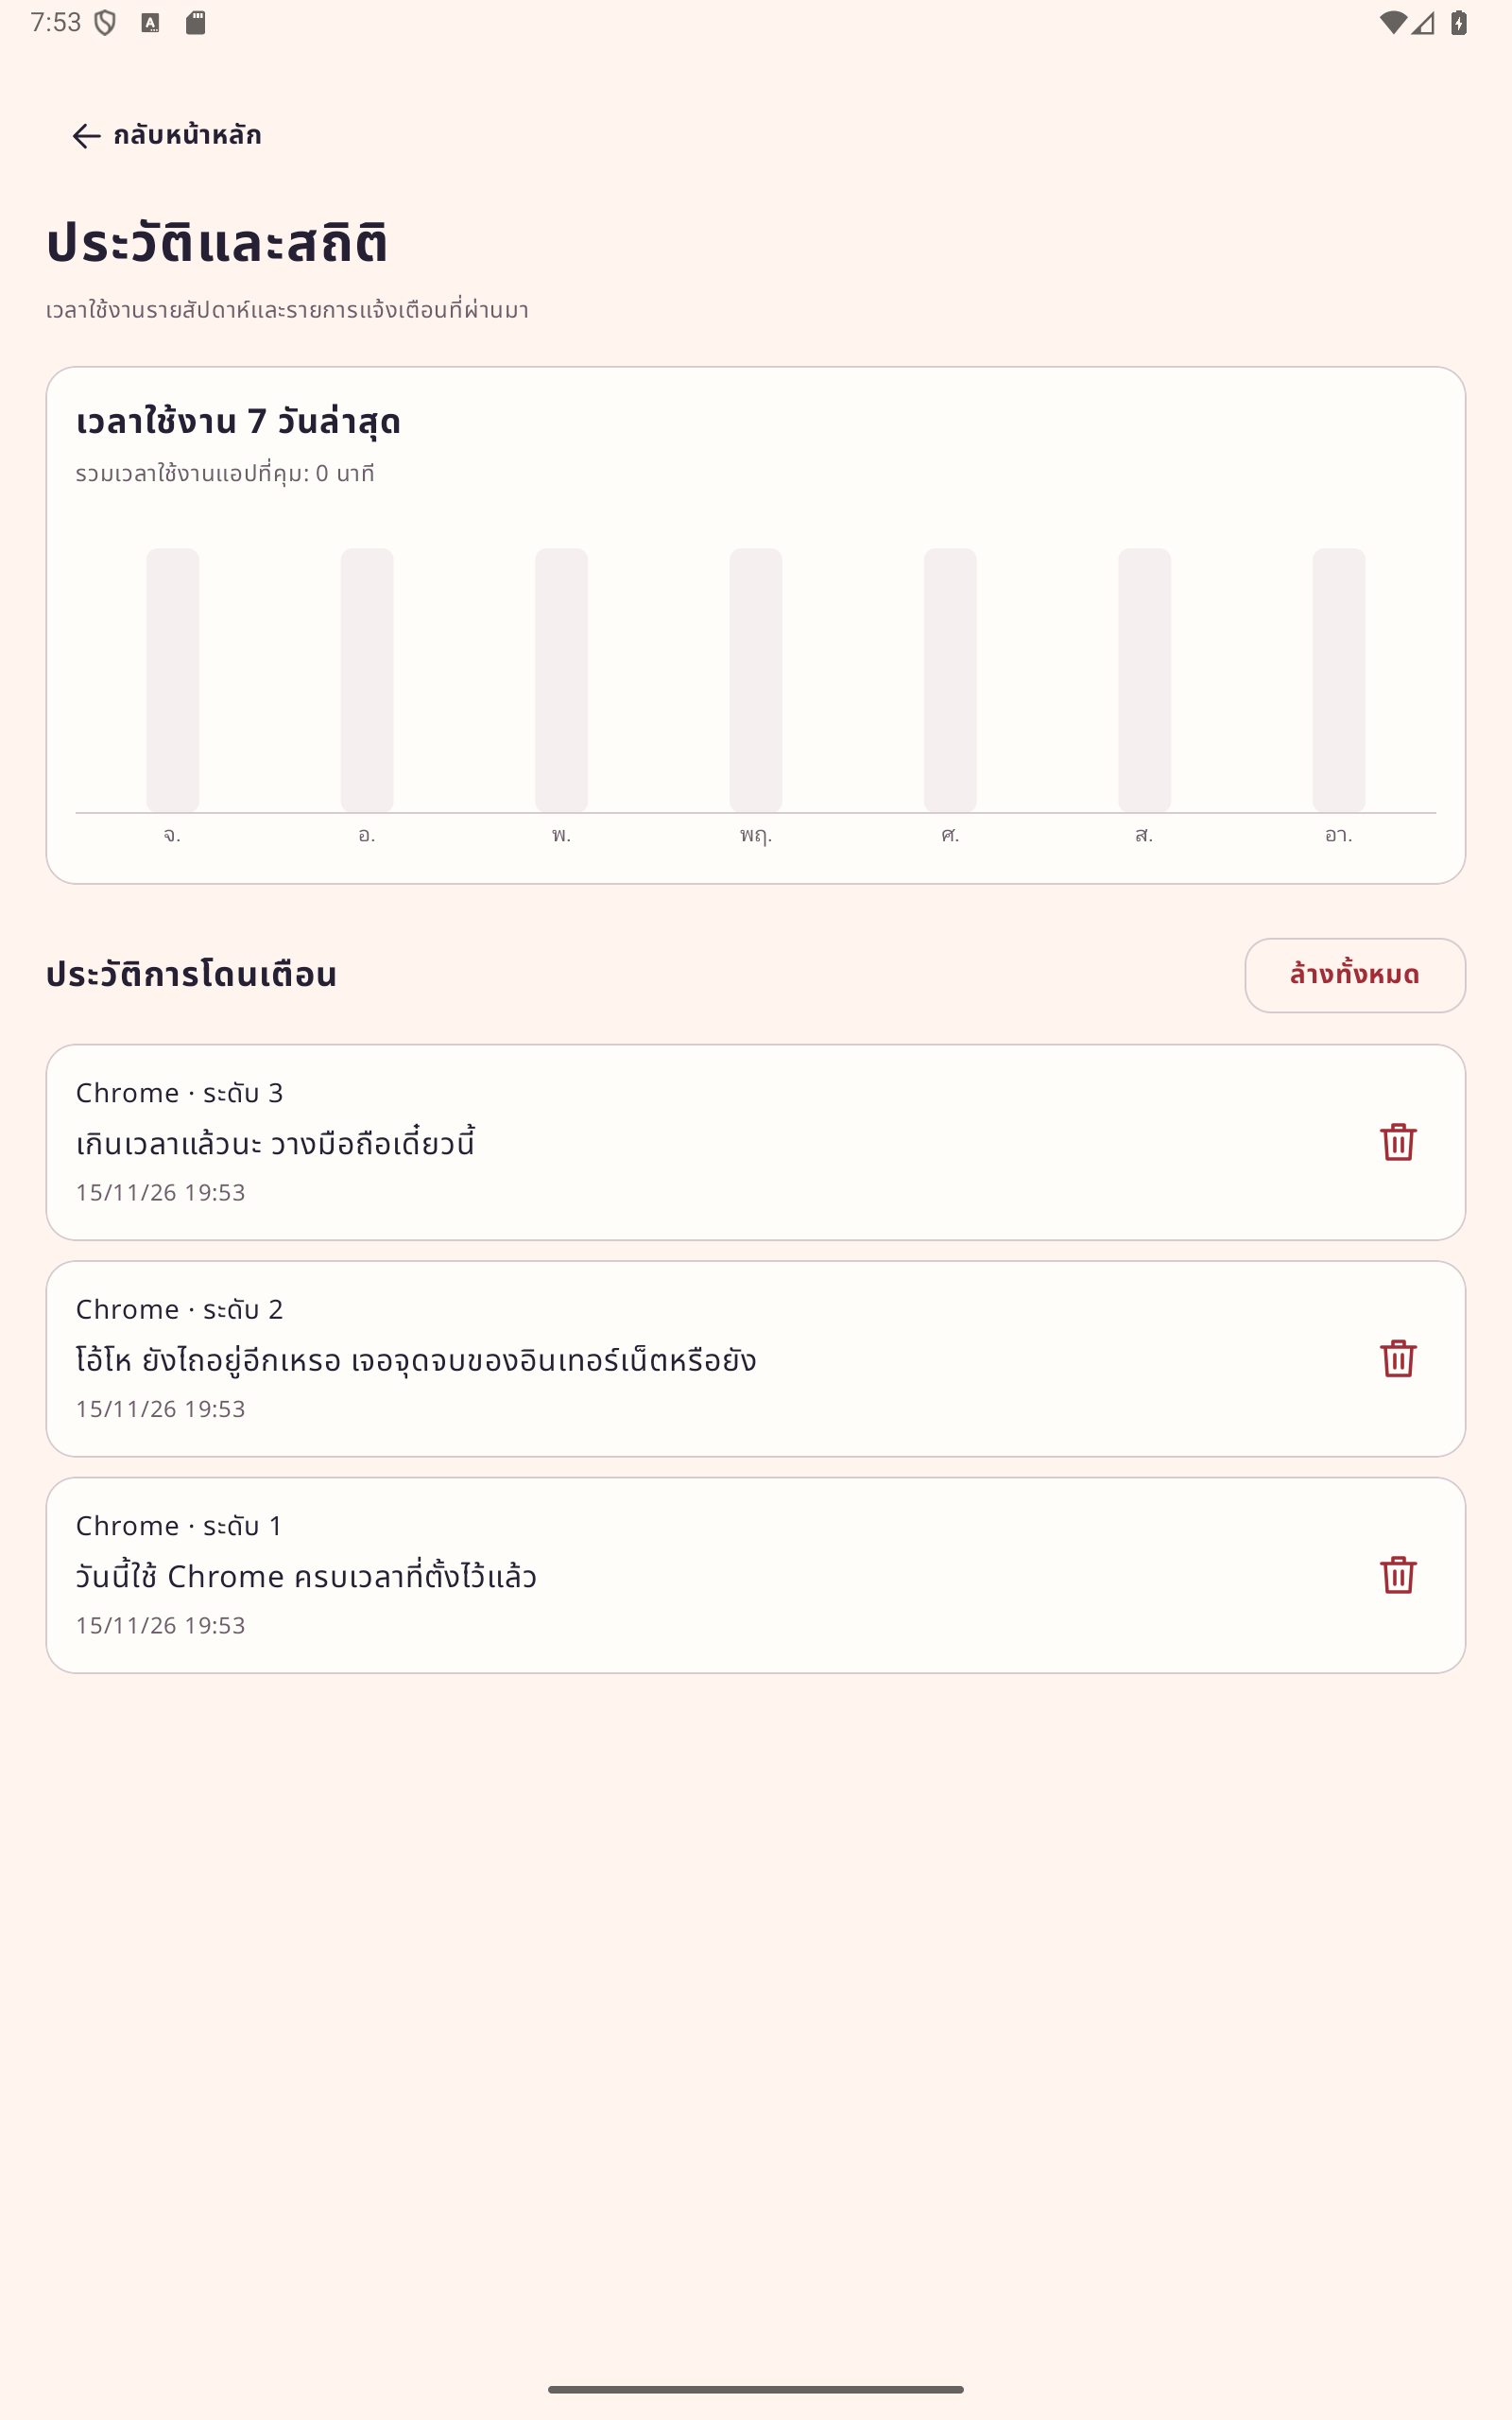 7:53
กลับหน้าหลัก
ประวัติและสถิติ
เวลาใช้งานรายสัปดาห์และรายการแจ้งเตือนที่ผ่านมา
เวลาใช้งาน 7 วันล่าสุด
รวมเวลาใช้งานแอปที่คุม: 0 นาที
จ. อ. พ. พฤ. ศ. ส. อา.
ประวัติการโดนเตือน
ล้างทั้งหมด
Chrome · ระดับ 3
เกินเวลาแล้วนะ วางมือถือเดี๋ยวนี้
15/11/26 19:53
Chrome · ระดับ 2
โอ้โห ยังไถอยู่อีกเหรอ เจอจุดจบของอินเทอร์เน็ตหรือยัง
15/11/26 19:53
Chrome · ระดับ 1
วันนี้ใช้ Chrome ครบเวลาที่ตั้งไว้แล้ว
15/11/26 19:53